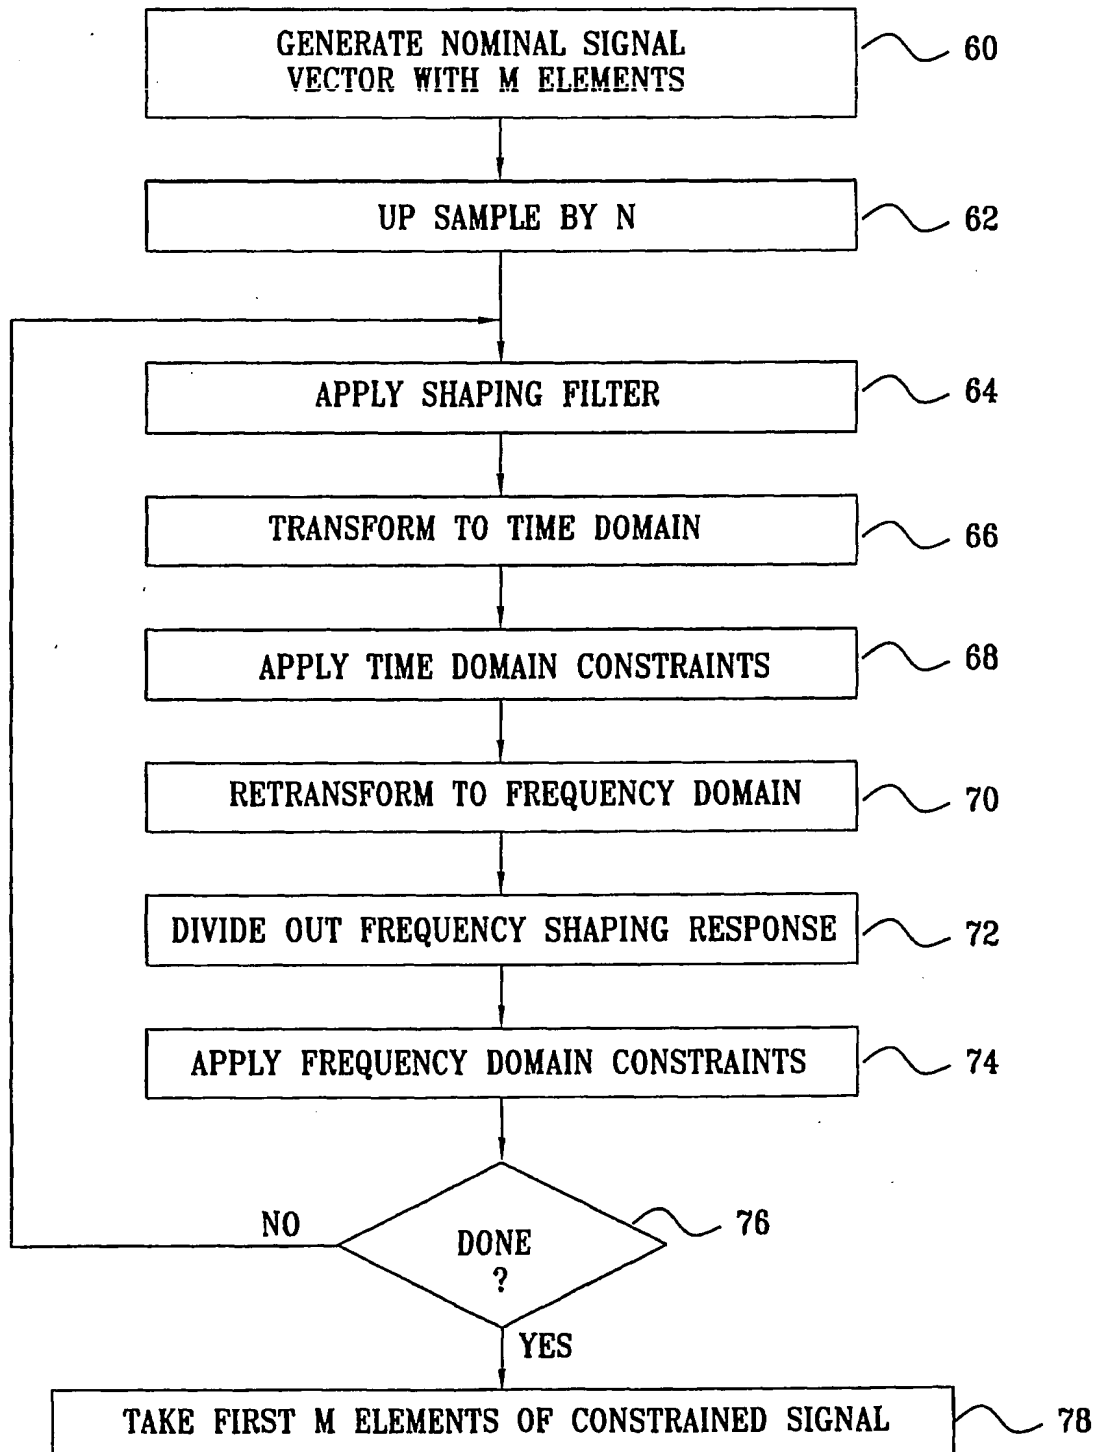 GENERATE NOMINAL SIGNAL
VECTOR WITH M ELEMENTS
60
UP SAMPLE BY N
62
APPLY SHAPING FILTER
64
TRANSFORM TO TIME DOMAIN
66
APPLY TIME DOMAIN CONSTRAINTS
68
RETRANSFORM TO FREQUENCY DOMAIN
70
DIVIDE OUT FREQUENCY SHAPING RESPONSE
72
APPLY FREQUENCY DOMAIN CONSTRAINTS
74
NO
DONE
?
76
YES
TAKE FIRST M ELEMENTS OF CONSTRAINED SIGNAL
78